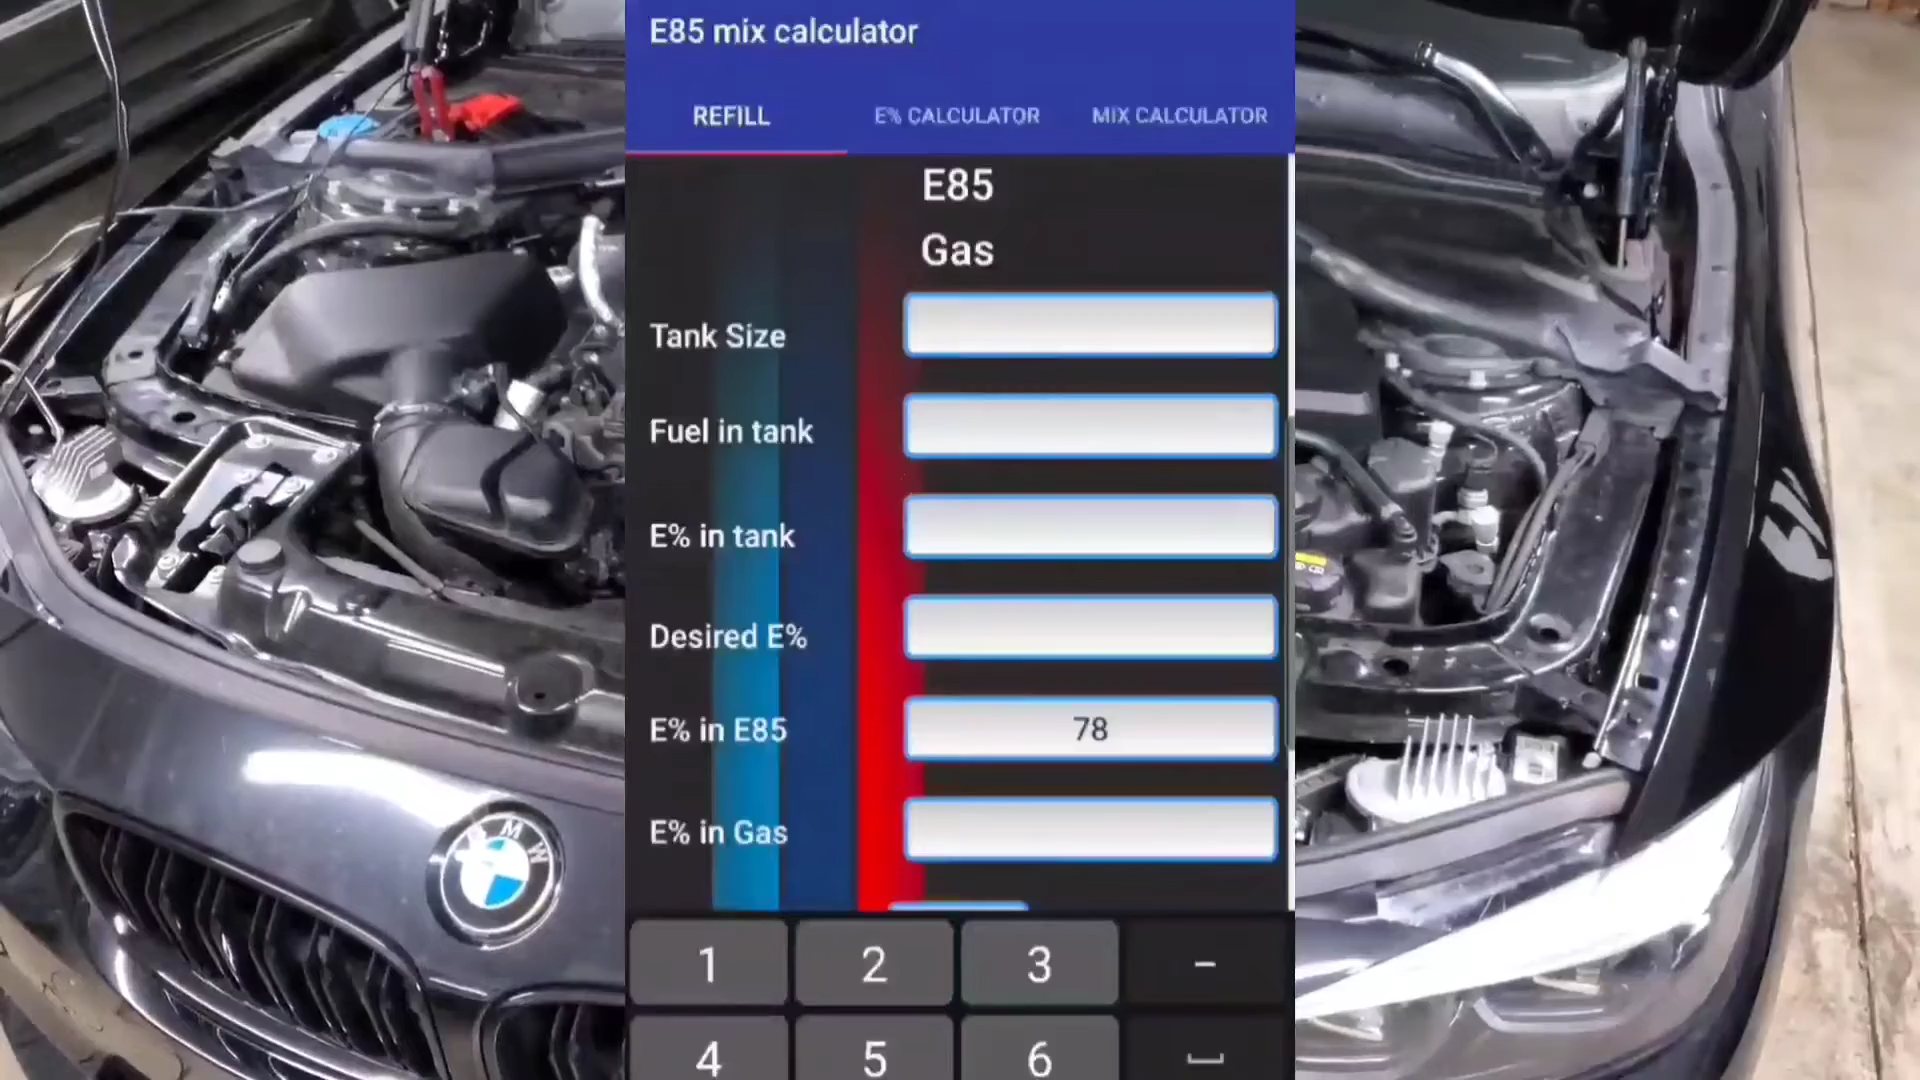 E85 mix calculator
REFILL
E% CALCULATOR
MIX CALCULATOR
E85
Gas
Tank Size
Fuel in tank
E% in tank
Desired E%
E% in E85
78
E% in Gas
1 2 3 -
4 5 6
BMW